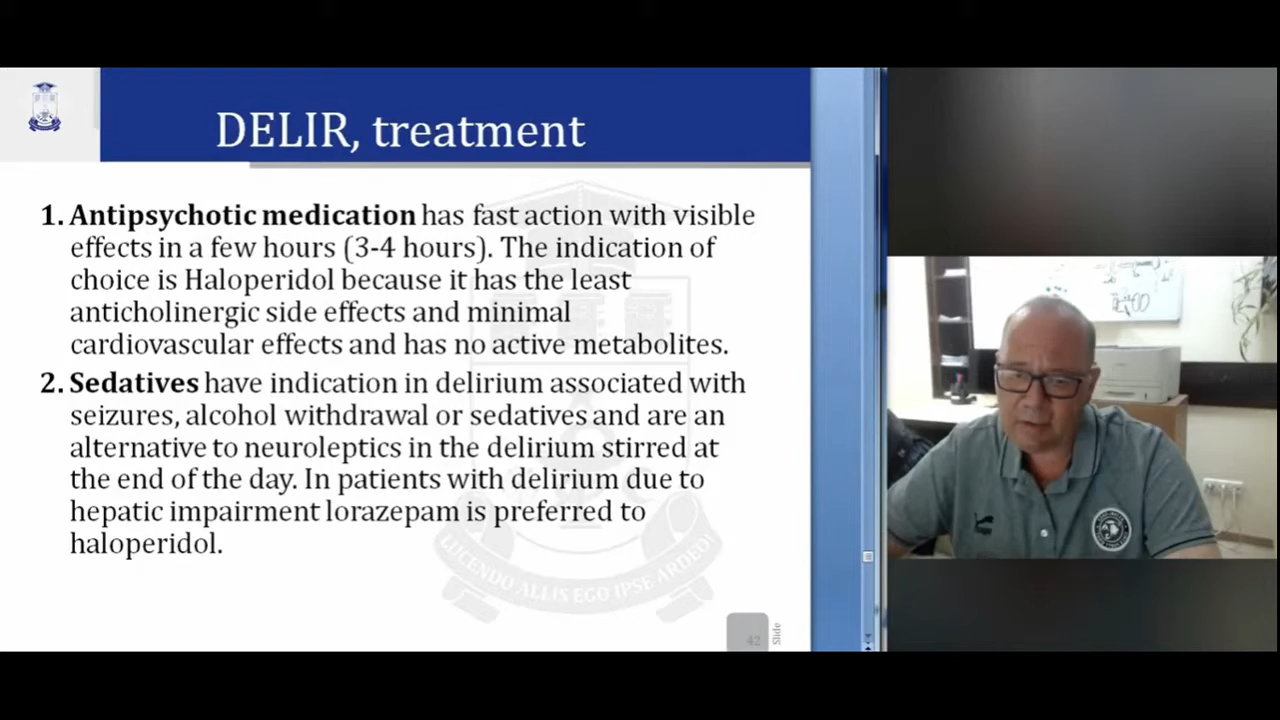 DELIR, treatment
1. Antipsychotic medication has fast action with visible
effects in a few hours (3-4 hours). The indication of
choice is Haloperidol because it has the least
anticholinergic side effects and minimal
cardiovascular effects and has no active metabolites.
2. Sedatives have indication in delirium associated with
seizures, alcohol withdrawal or sedatives and are an
alternative to neuroleptics in the delirium stirred at
the end of the day. In patients with delirium due to
hepatic impairment lorazepam is preferred to
haloperidol.
LUCENDO ALLIS EGO IPSE ARDEO!
42
Slide